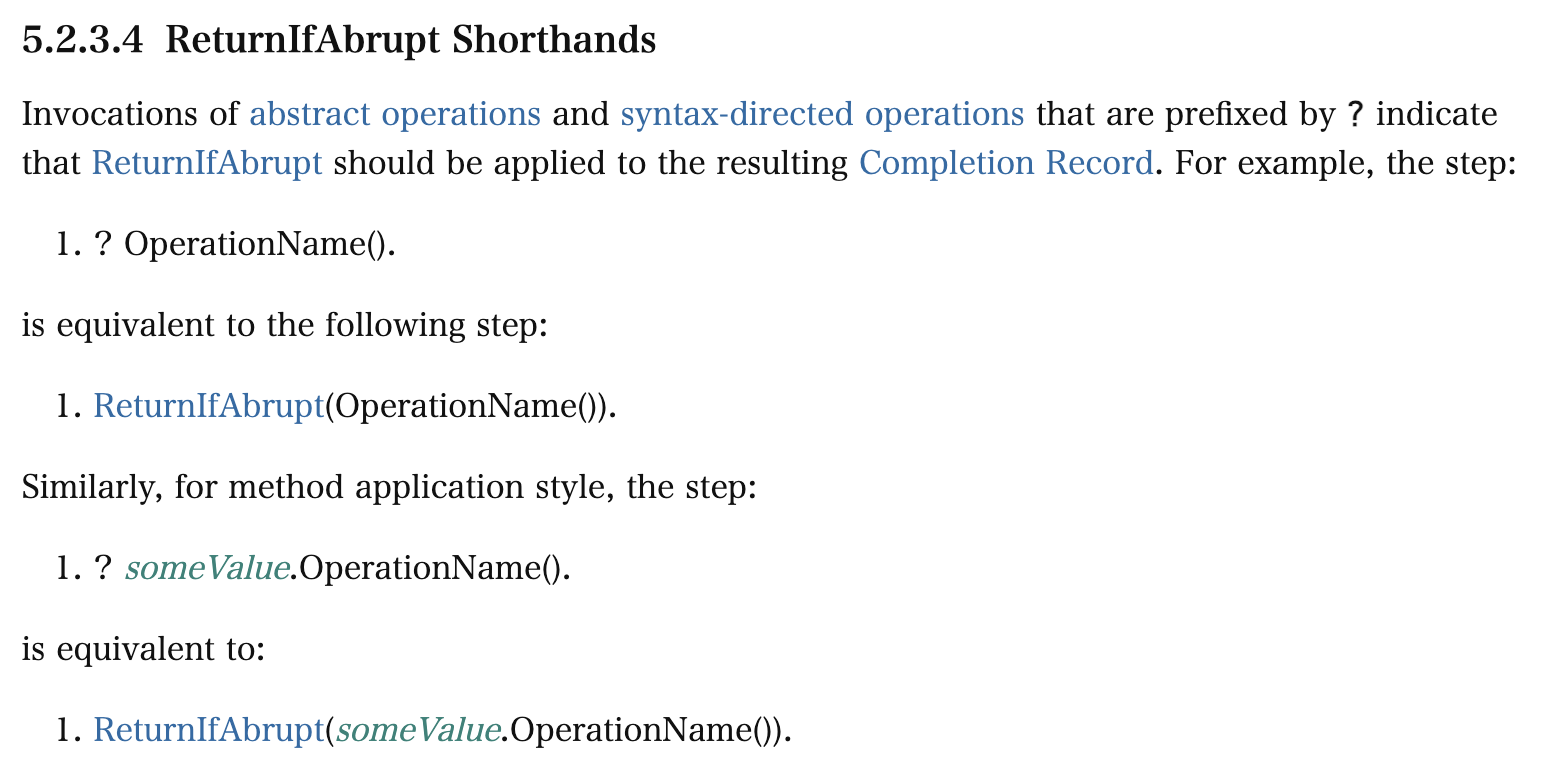 5.2.3.4 ReturnIfAbrupt Shorthands
Invocations of abstract operations and syntax-directed operations that are prefixed by ? indicate
that ReturnIfAbrupt should be applied to the resulting Completion Record. For example, the step:
1. ? OperationName().
is equivalent to the following step:
1. ReturnIfAbrupt(OperationName()).
Similarly, for method application style, the step:
1. ? someValue.OperationName().
is equivalent to:
1. ReturnIfAbrupt(someValue.OperationName()).